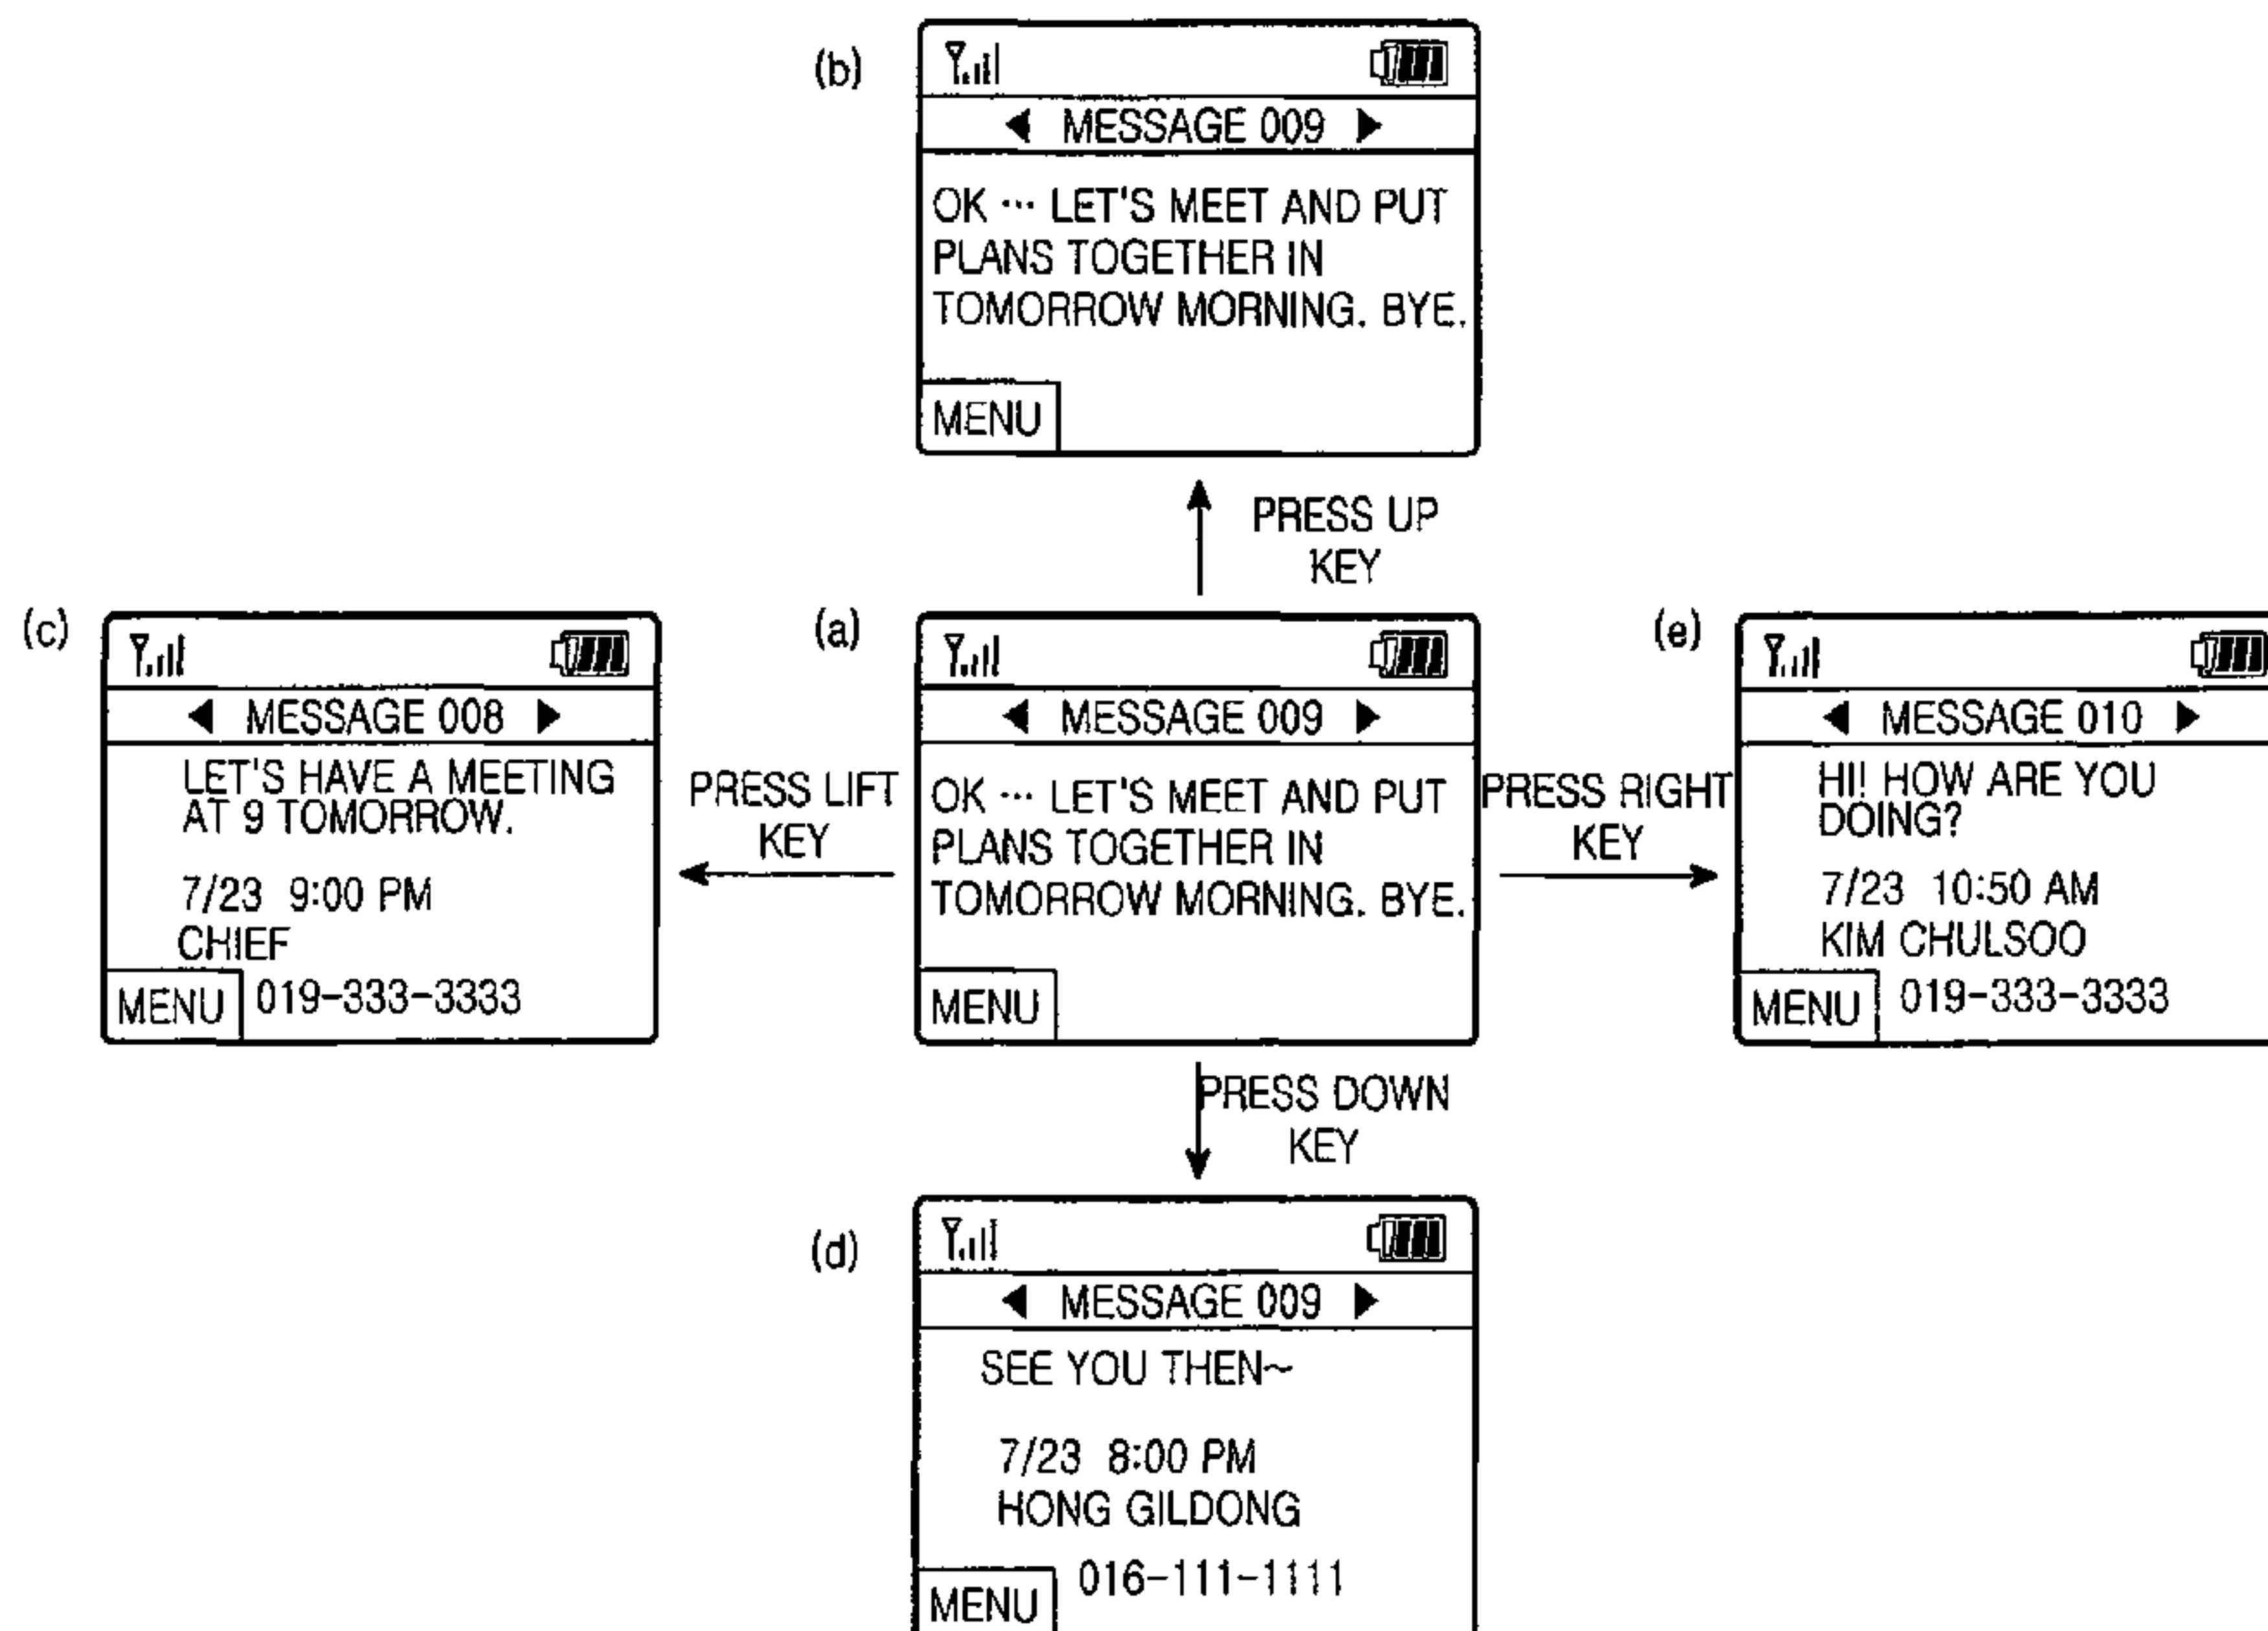 (b)
◀ MESSAGE 009 ▶
OK ··· LET'S MEET AND PUT
PLANS TOGETHER IN
TOMORROW MORNING. BYE.
MENU
PRESS UP
KEY
(c)
◀ MESSAGE 008 ▶
LET'S HAVE A MEETING
AT 9 TOMORROW.
7/23 9:00 PM
CHIEF
MENU 019-333-3333
PRESS LIFT
KEY
(a)
◀ MESSAGE 009 ▶
OK ··· LET'S MEET AND PUT
PLANS TOGETHER IN
TOMORROW MORNING. BYE.
MENU
PRESS RIGHT
KEY
(e)
◀ MESSAGE 010 ▶
HI! HOW ARE YOU
DOING?
7/23 10:50 AM
KIM CHULSOO
MENU 019-333-3333
PRESS DOWN
KEY
(d)
◀ MESSAGE 009 ▶
SEE YOU THEN~
7/23 8:00 PM
HONG GILDONG
016-111-1111
MENU